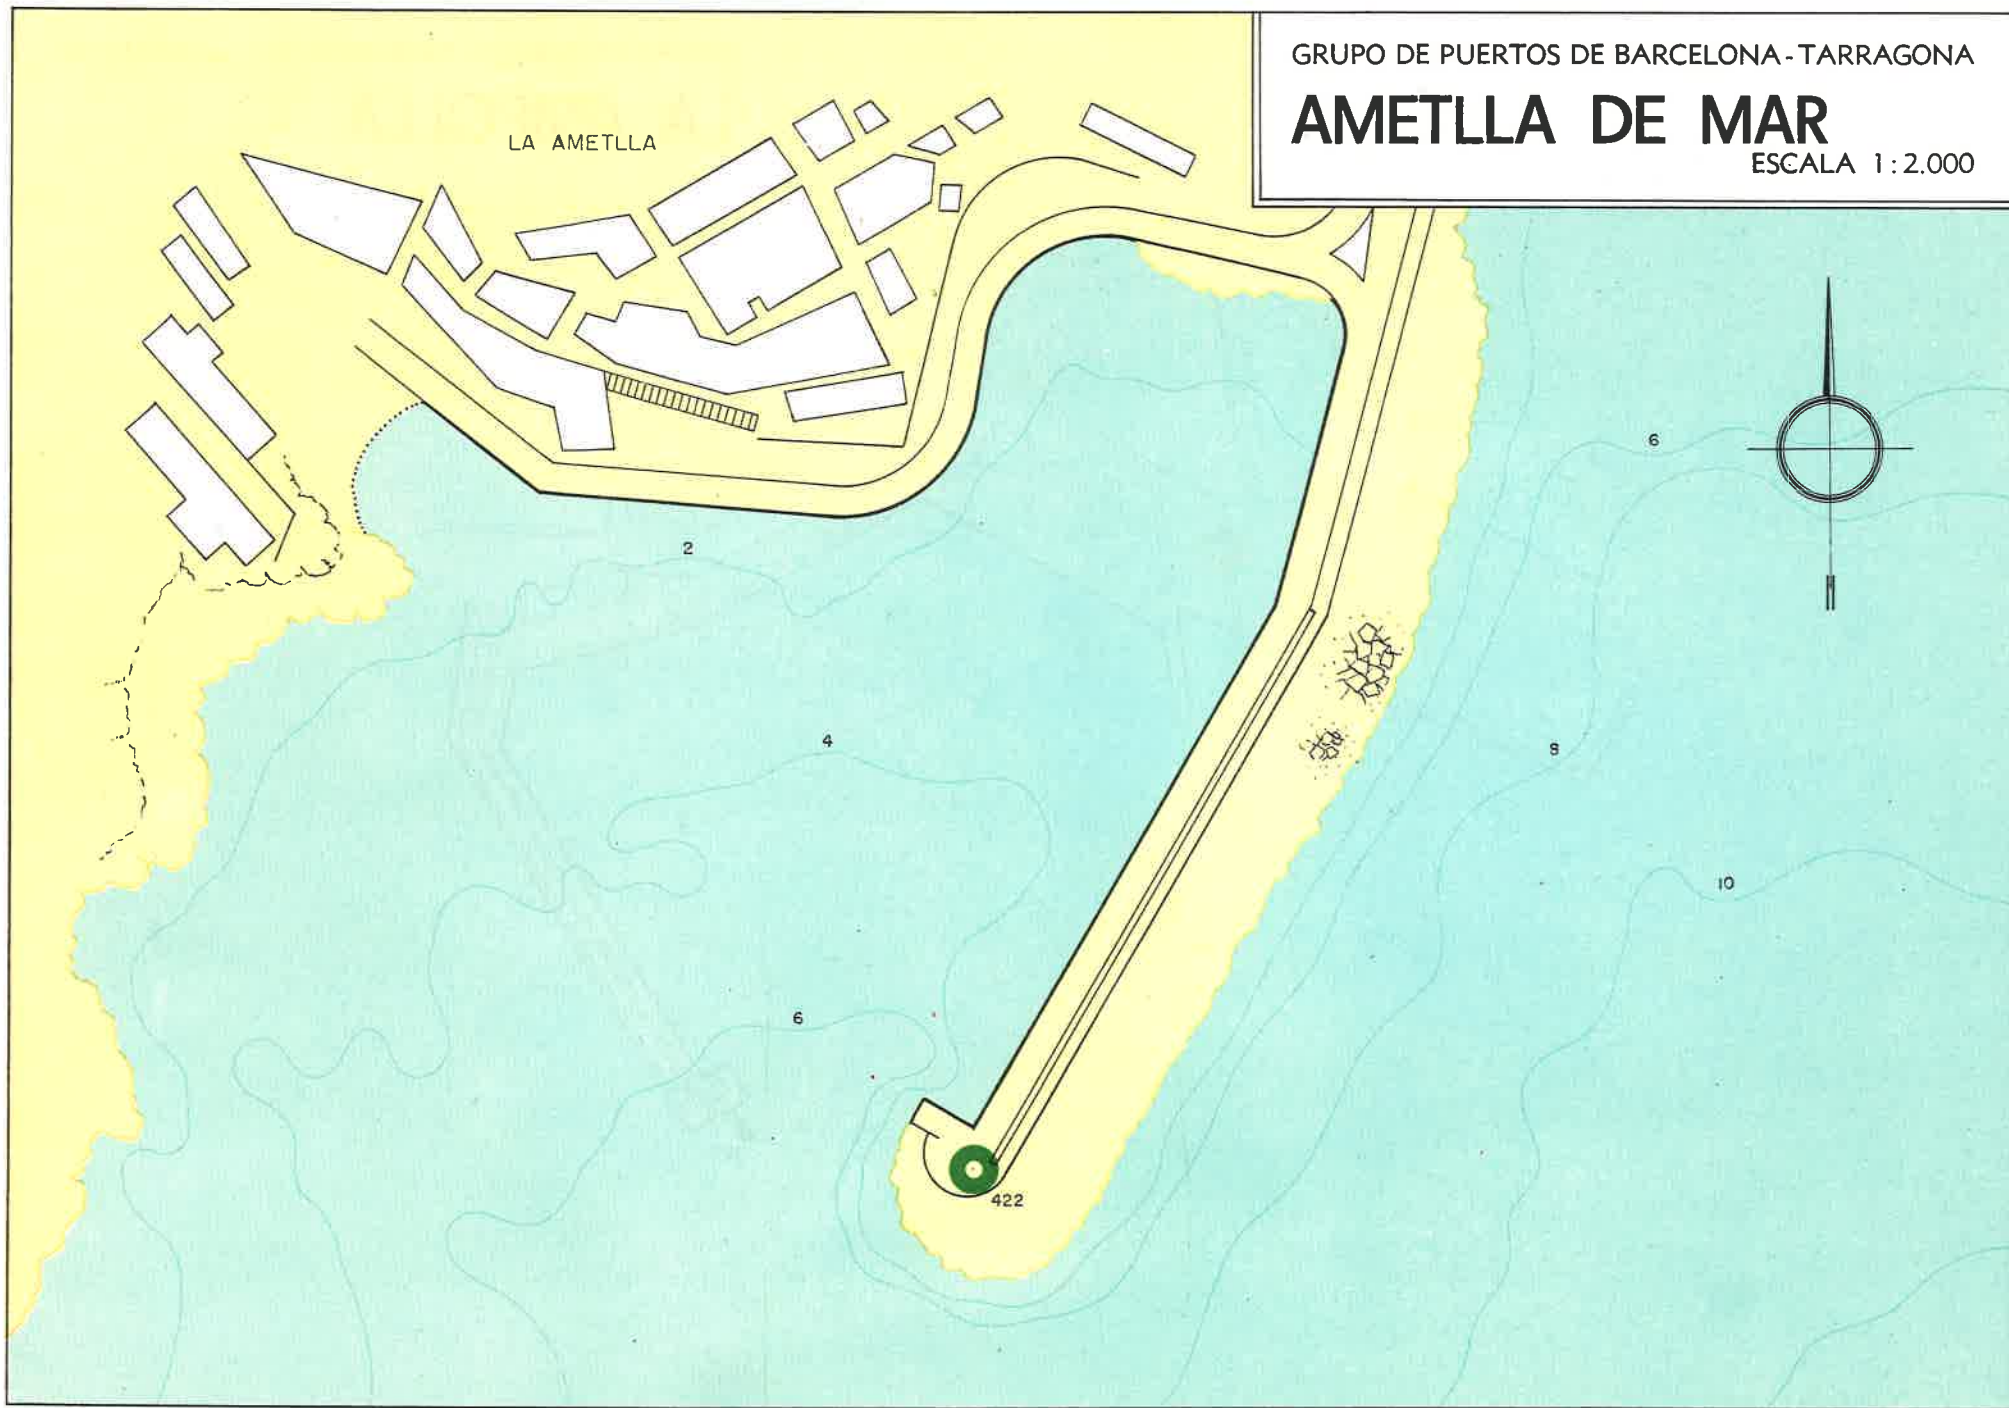 GRUPO DE PUERTOS DE BARCELONA-TARRAGONA
AMETLLA DE MAR
ESCALA 1:2.000
LA AMETLLA
6
2
4
8
10
6
422